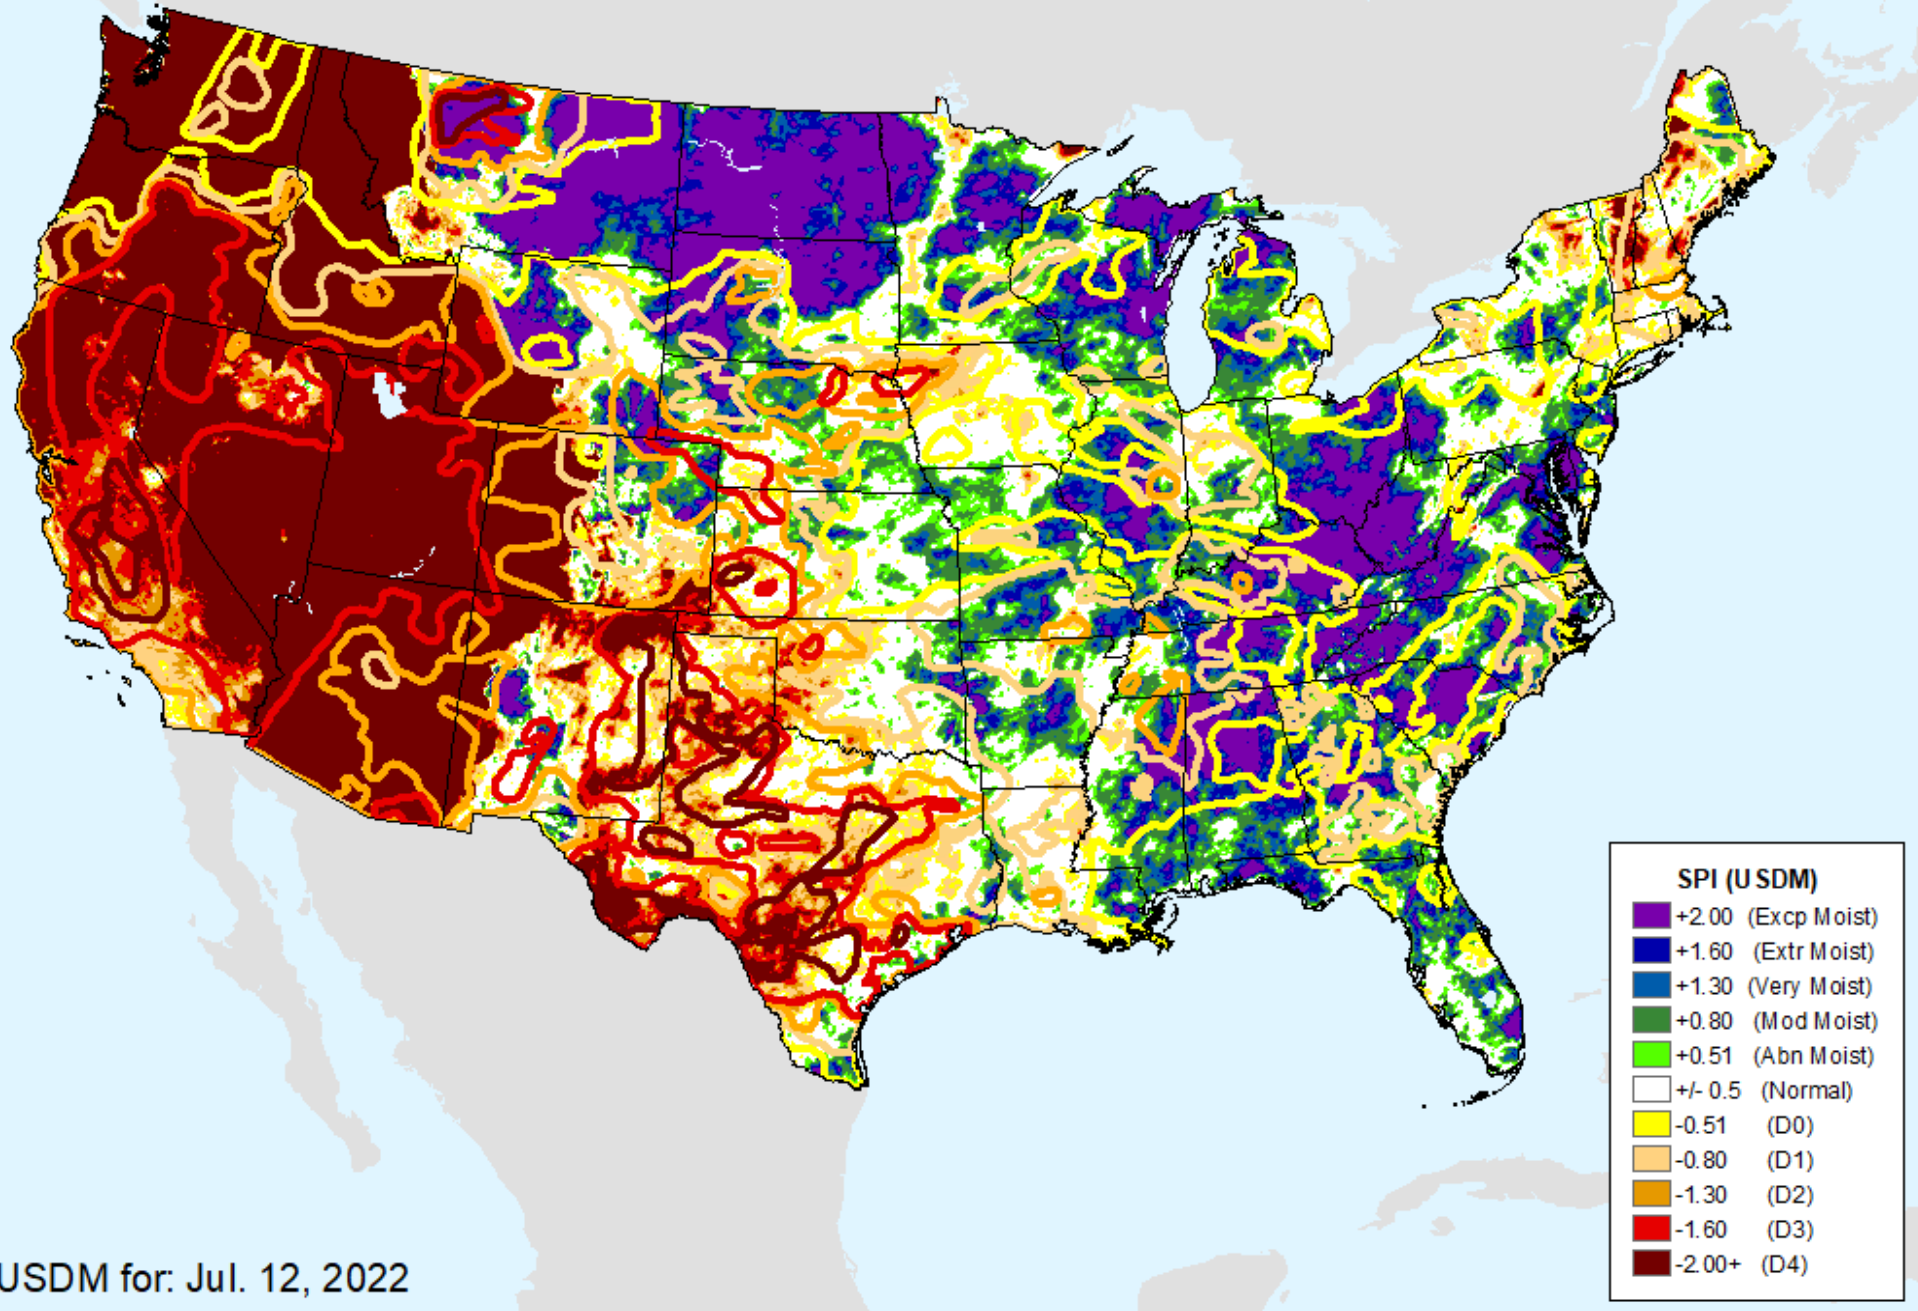 SPI (USDM)
+2.00 (Excp Moist)
+1.60 (Extr Moist)
+1.30 (Very Moist)
+0.80 (Mod Moist)
+0.51 (Abn Moist)
+/- 0.5 (Normal)
-0.51 (D0)
-0.80 (D1)
-1.30 (D2)
-1.60 (D3)
-2.00+ (D4)
USDM for: Jul. 12, 2022